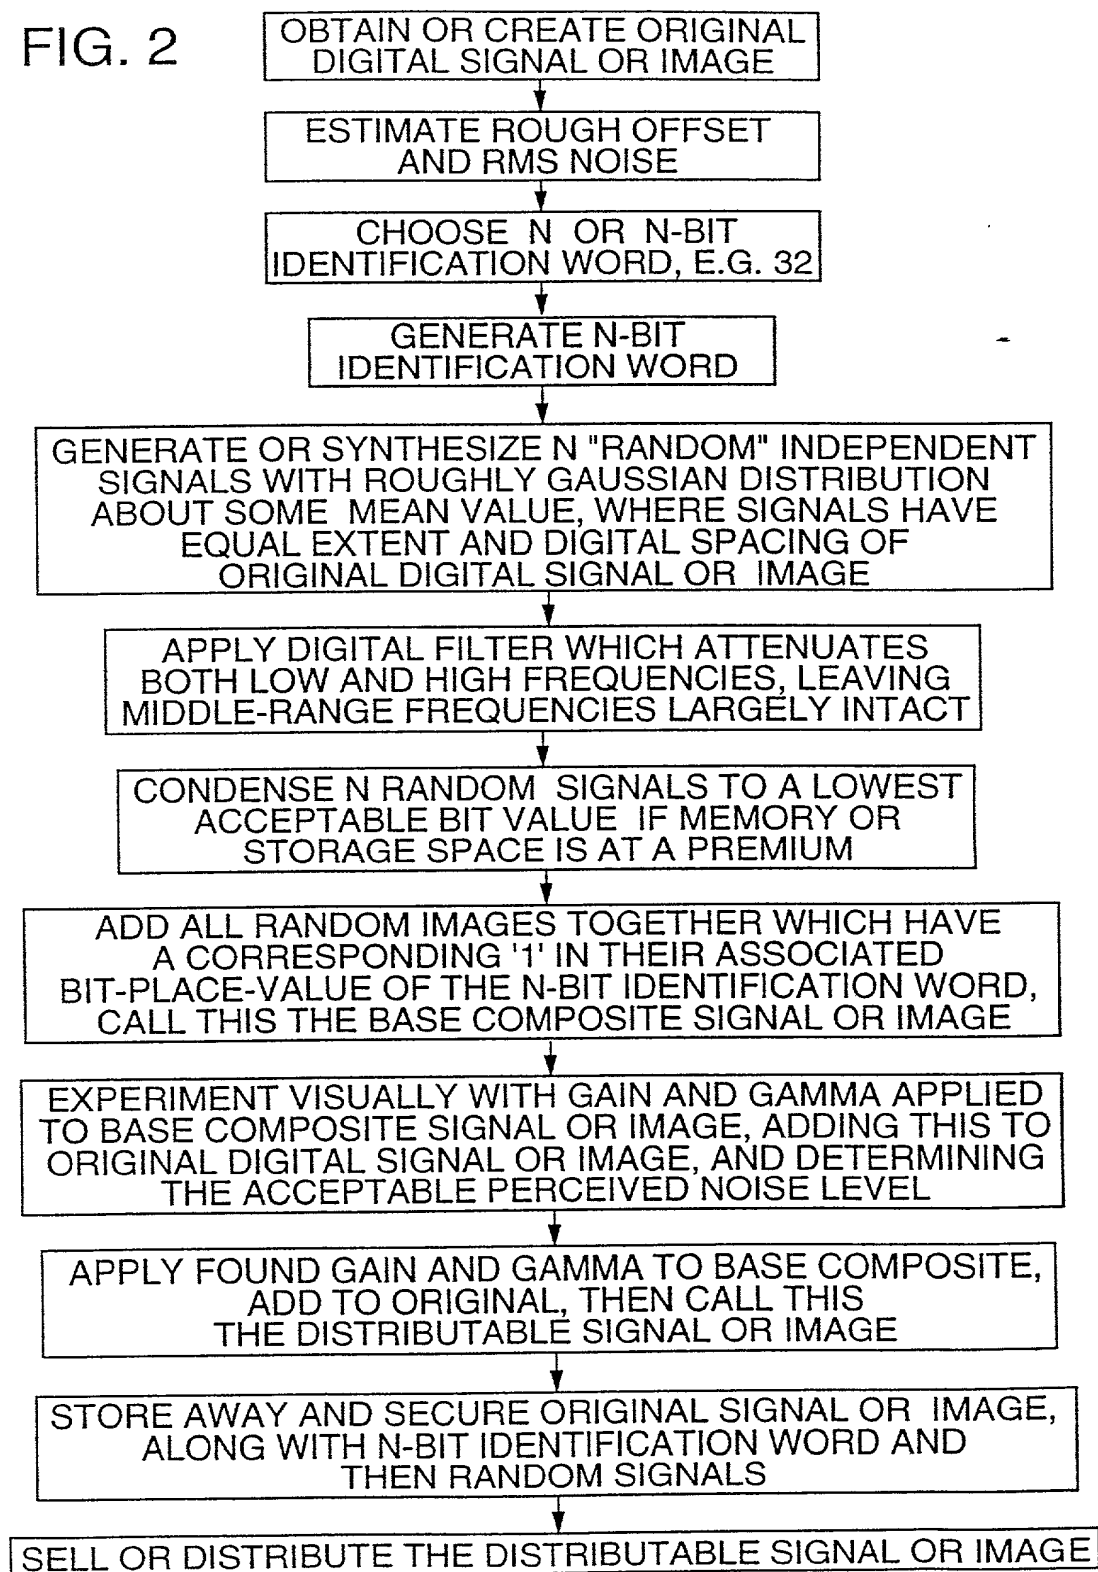 FIG. 2
OBTAIN OR CREATE ORIGINAL
DIGITAL SIGNAL OR IMAGE
ESTIMATE ROUGH OFFSET
AND RMS NOISE
CHOOSE N OR N-BIT
IDENTIFICATION WORD, E.G. 32
GENERATE N-BIT
IDENTIFICATION WORD
GENERATE OR SYNTHESIZE N "RANDOM" INDEPENDENT
SIGNALS WITH ROUGHLY GAUSSIAN DISTRIBUTION
ABOUT SOME MEAN VALUE, WHERE SIGNALS HAVE
EQUAL EXTENT AND DIGITAL SPACING OF
ORIGINAL DIGITAL SIGNAL OR IMAGE
APPLY DIGITAL FILTER WHICH ATTENUATES
BOTH LOW AND HIGH FREQUENCIES, LEAVING
MIDDLE-RANGE FREQUENCIES LARGELY INTACT
CONDENSE N RANDOM SIGNALS TO A LOWEST
ACCEPTABLE BIT VALUE IF MEMORY OR
STORAGE SPACE IS AT A PREMIUM
ADD ALL RANDOM IMAGES TOGETHER WHICH HAVE
A CORRESPONDING '1' IN THEIR ASSOCIATED
BIT-PLACE-VALUE OF THE N-BIT IDENTIFICATION WORD,
CALL THIS THE BASE COMPOSITE SIGNAL OR IMAGE
EXPERIMENT VISUALLY WITH GAIN AND GAMMA APPLIED
TO BASE COMPOSITE SIGNAL OR IMAGE, ADDING THIS TO
ORIGINAL DIGITAL SIGNAL OR IMAGE, AND DETERMINING
THE ACCEPTABLE PERCEIVED NOISE LEVEL
APPLY FOUND GAIN AND GAMMA TO BASE COMPOSITE,
ADD TO ORIGINAL, THEN CALL THIS
THE DISTRIBUTABLE SIGNAL OR IMAGE
STORE AWAY AND SECURE ORIGINAL SIGNAL OR IMAGE,
ALONG WITH N-BIT IDENTIFICATION WORD AND
THEN RANDOM SIGNALS
SELL OR DISTRIBUTE THE DISTRIBUTABLE SIGNAL OR IMAGE